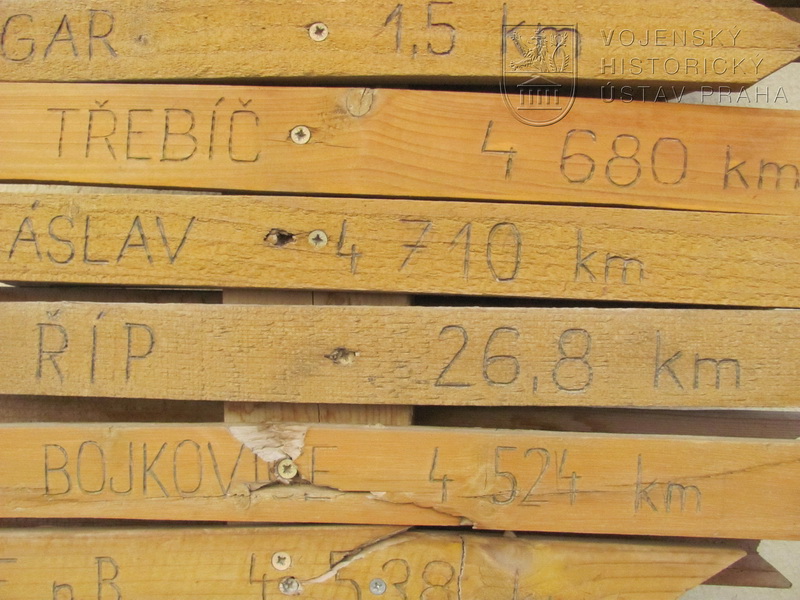 GAR 1,5 km
VOJENSKÝ
HISTORICKÝ
ÚSTAV PRAHA
TŘEBÍČ 4 680 km
ÁSLAV 4 710 km
ŘÍP 26,8 km
BOJKOVICE 4 524 km
nB 4 538